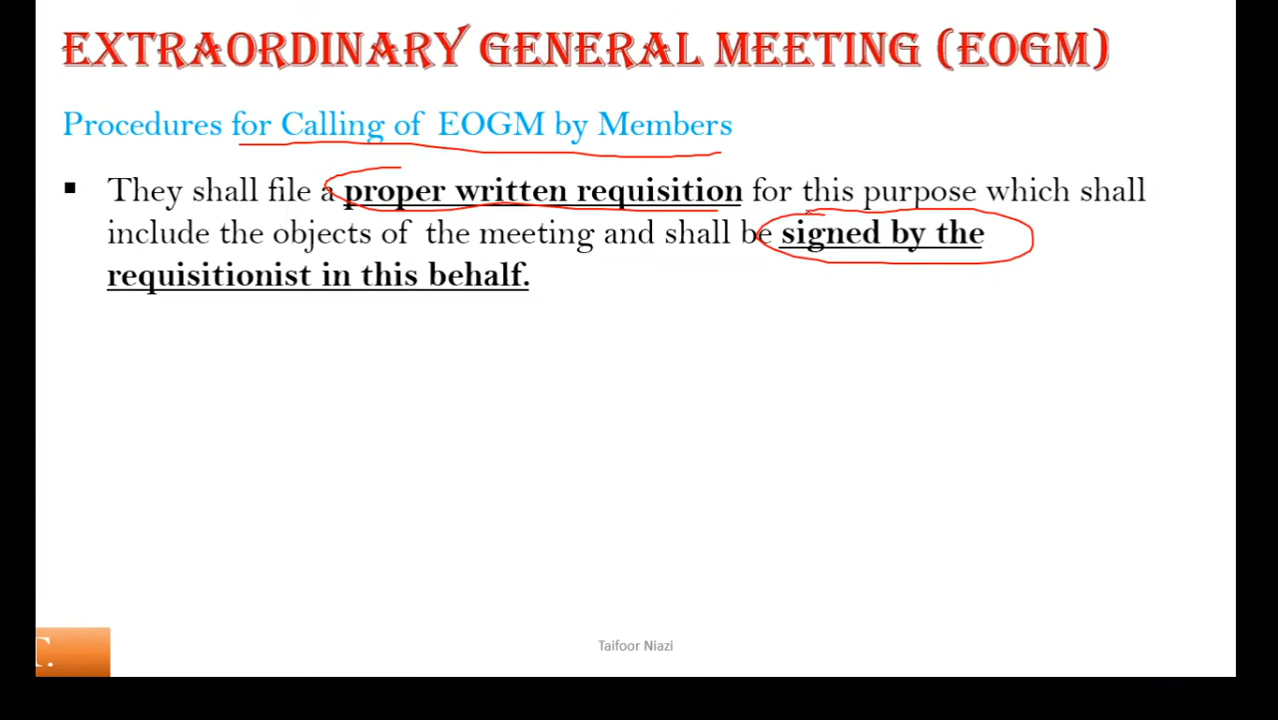 EXTRAORDINARY GENERAL MEETING (EOGM)
Procedures for Calling of EOGM by Members
▪ They shall file a proper written requisition for this purpose which shall
include the objects of the meeting and shall be signed by the
requisitionist in this behalf.
T.
Taifoor Niazi